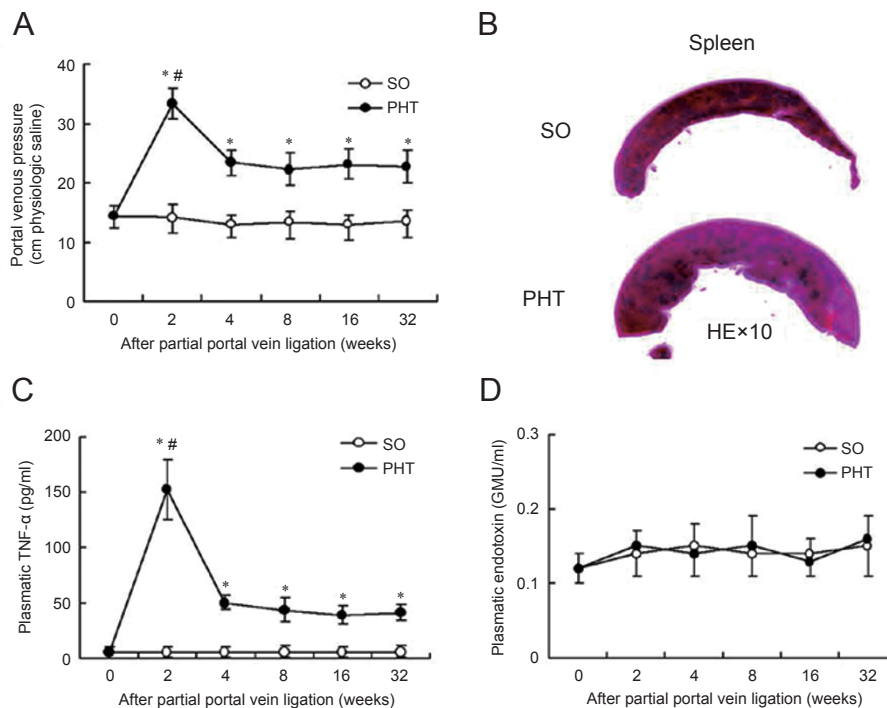 A
Portal venous pressure
(cm physiologic saline)
40
30
20
10
0
* #
* * * *
SO
PHT
0 2 4 8 16 32
After partial portal vein ligation (weeks)
B
Spleen
SO
PHT
HE×10
C
Plasmatic TNF-α (pg/ml)
200
150
100
50
0
* #
* * * *
SO
PHT
0 2 4 8 16 32
After partial portal vein ligation (weeks)
D
Plasmatic endotoxin (GMU/ml)
0.3
0.2
0.1
0
SO
PHT
0 2 4 8 16 32
After partial portal vein ligation (weeks)